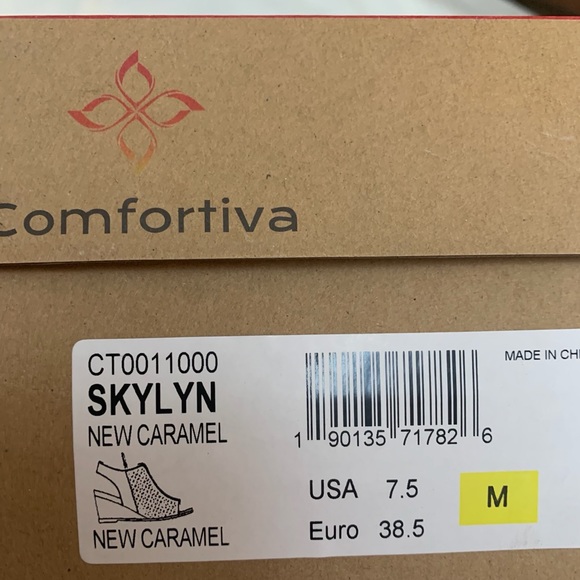 Comfortiva
CT0011000
SKYLYN
NEW CARAMEL
NEW CARAMEL
1 90135 71782 6
MADE IN CHI
USA 7.5
Euro 38.5
M